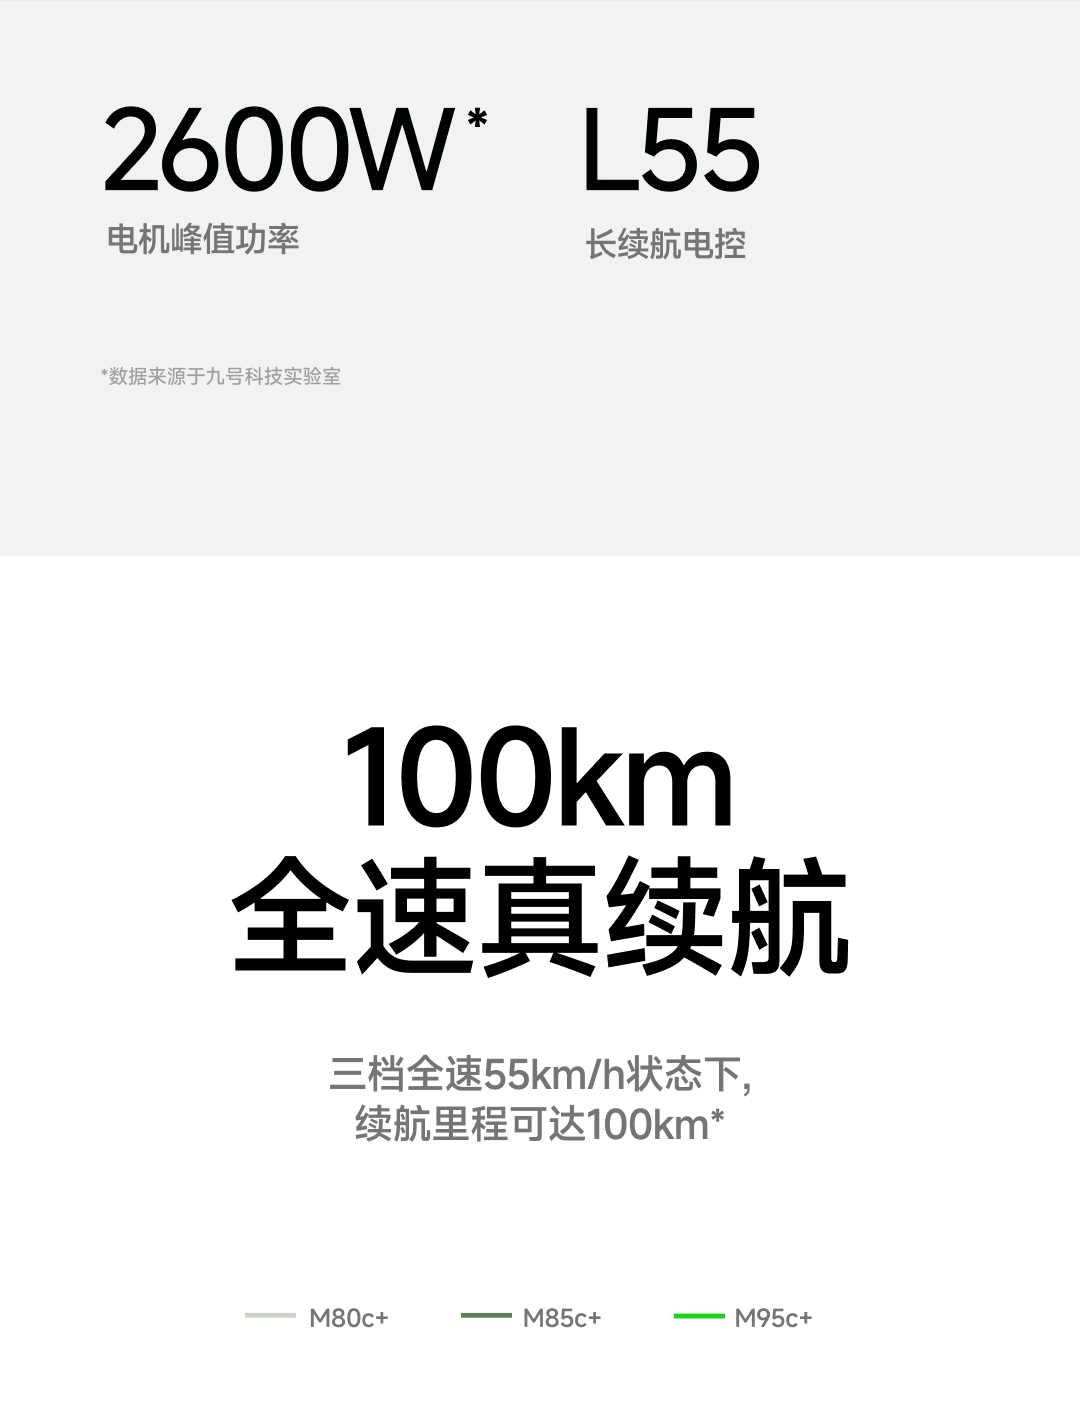 2600W*
电机峰值功率
L55
长续航电控
*数据来源于九号科技实验室
100km
全速真续航
三档全速55km/h状态下,
续航里程可达100km*
M80c+
M85c+
M95c+